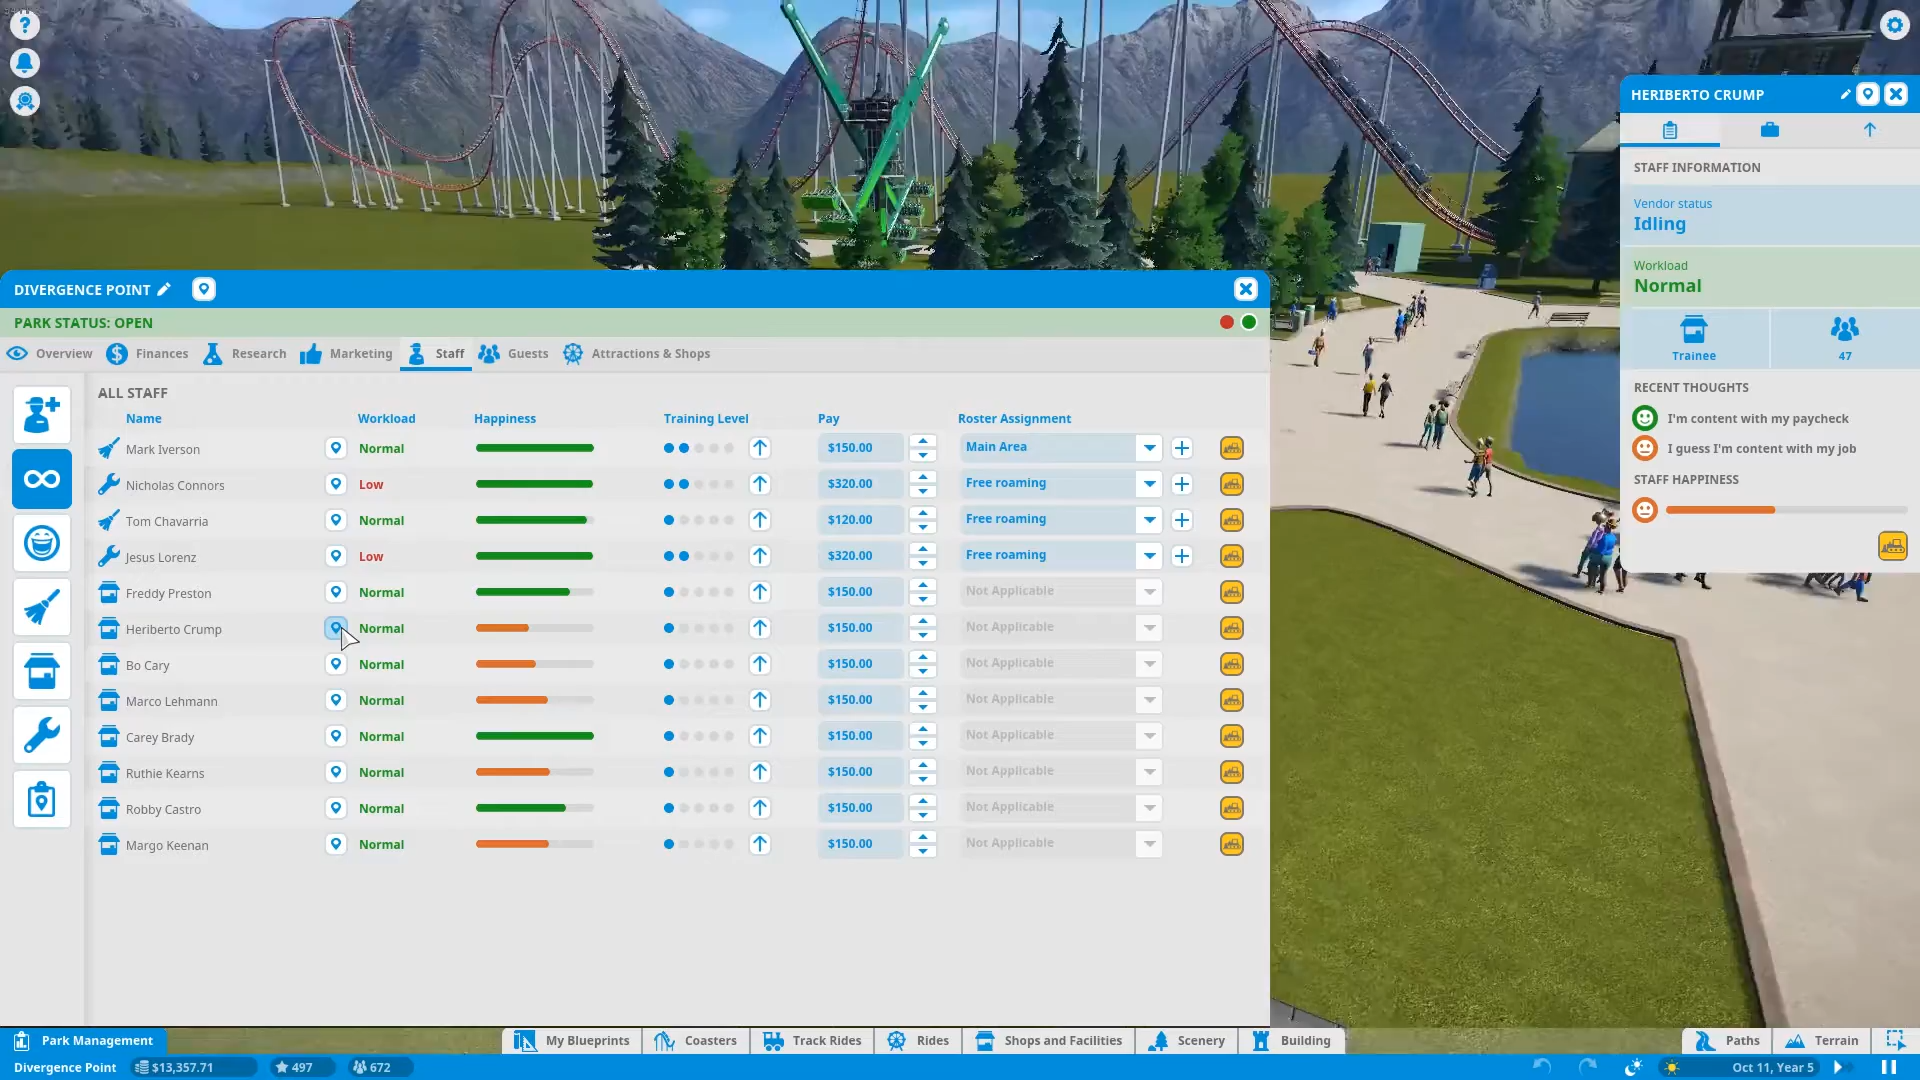 DIVERGENCE POINT
PARK STATUS: OPEN
Overview Finances Research Marketing Staff Guests Attractions & Shops
ALL STAFF
Name Workload Happiness Training Level Pay Roster Assignment
Mark Iverson Normal $150.00 Main Area
Nicholas Connors Low $320.00 Free roaming
Tom Chavarria Normal $120.00 Free roaming
Jesus Lorenz Low $320.00 Free roaming
Freddy Preston Normal $150.00 Not Applicable
Heriberto Crump Normal $150.00 Not Applicable
Bo Cary Normal $150.00 Not Applicable
Marco Lehmann Normal $150.00 Not Applicable
Carey Brady Normal $150.00 Not Applicable
Ruthie Kearns Normal $150.00 Not Applicable
Robby Castro Normal $150.00 Not Applicable
Margo Keenan Normal $150.00 Not Applicable
HERIBERTO CRUMP
STAFF INFORMATION
Vendor status
Idling
Workload
Normal
Trainee 47
RECENT THOUGHTS
I'm content with my paycheck
I guess I'm content with my job
STAFF HAPPINESS
Park Management My Blueprints Coasters Track Rides Rides Shops and Facilities Scenery Building Paths Terrain
Divergence Point $13,357.71 497 672 Oct 11, Year 5